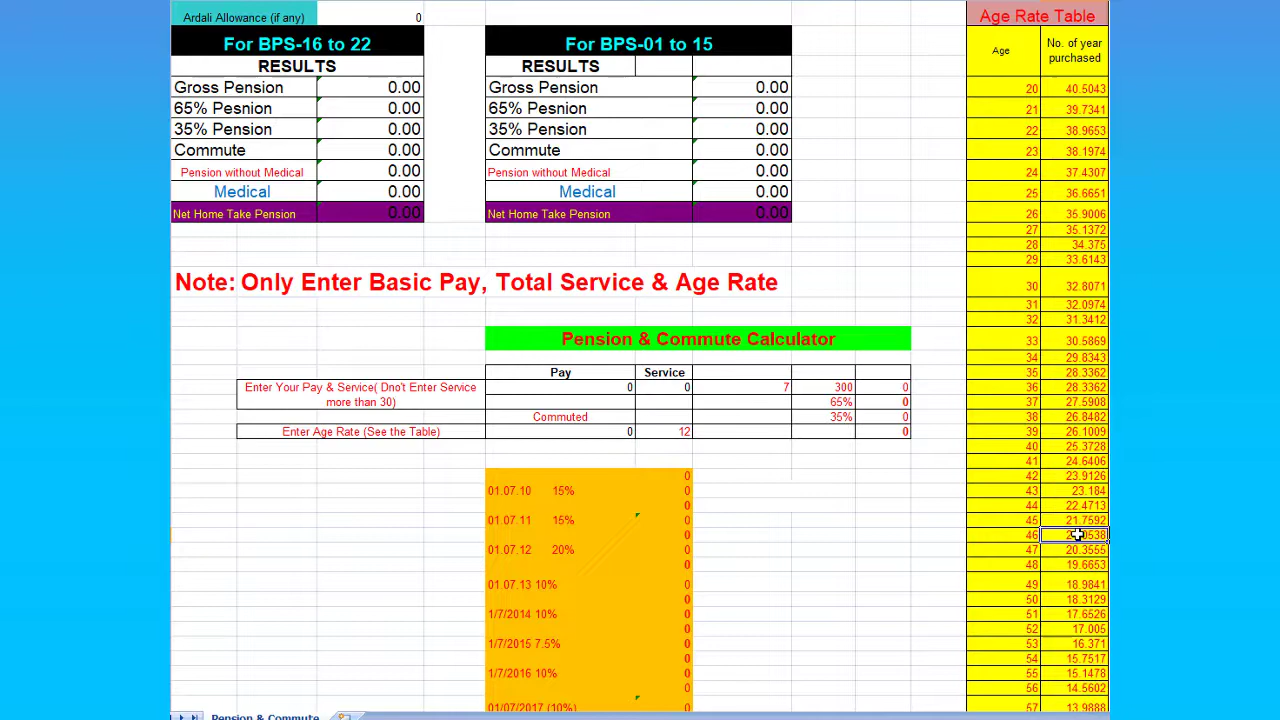 Ardali Allowance (if any) 0
For BPS-16 to 22
RESULTS
Gross Pension 0.00
65% Pesnion 0.00
35% Pension 0.00
Commute 0.00
Pension without Medical 0.00
Medical 0.00
Net Home Take Pension 0.00
For BPS-01 to 15
RESULTS
Gross Pension 0.00
65% Pesnion 0.00
35% Pension 0.00
Commute 0.00
Pension without Medical 0.00
Medical 0.00
Net Home Take Pension 0.00
Note: Only Enter Basic Pay, Total Service & Age Rate
Pension & Commute Calculator
Pay Service
Enter Your Pay & Service( Dno't Enter Service 0 0 7 300 0
more than 30) 65% 0
Commuted 35% 0
Enter Age Rate (See the Table) 0 12 0
0
01.07.10 15% 0
0
01.07.11 15% 0
0
01.07.12 20% 0
0
01.07.13 10% 0
0
1/7/2014 10% 0
0
1/7/2015 7.5% 0
0
1/7/2016 10% 0
0
01/07/2017 (10%) 0
Age Rate Table
Age No. of year
purchased
20 40.5043
21 39.7341
22 38.9653
23 38.1974
24 37.4307
25 36.6651
26 35.9006
27 35.1372
28 34.375
29 33.6143
30 32.8071
31 32.0974
32 31.3412
33 30.5869
34 29.8343
35 28.3362
36 28.3362
37 27.5908
38 26.8482
39 26.1009
40 25.3728
41 24.6406
42 23.9126
43 23.184
44 22.4713
45 21.7592
46
47 20.3555
48 19.6653
49 18.9841
50 18.3129
51 17.6526
52 17.005
53 16.371
54 15.7517
55 15.1478
56 14.5602
57 13.9888
Pension & Commute